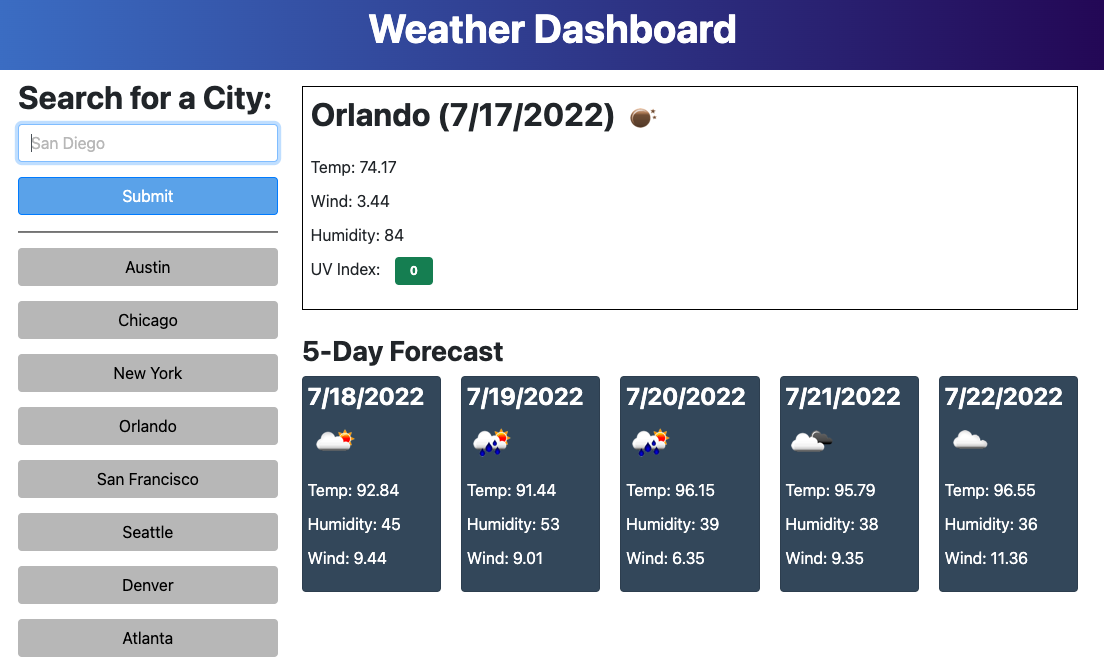 Weather Dashboard
Search for a City:
San Diego
Submit
Austin
Chicago
New York
Orlando
San Francisco
Seattle
Denver
Atlanta
Orlando (7/17/2022)
Temp: 74.17
Wind: 3.44
Humidity: 84
UV Index: 0
5-Day Forecast
7/18/2022
Temp: 92.84
Humidity: 45
Wind: 9.44
7/19/2022
Temp: 91.44
Humidity: 53
Wind: 9.01
7/20/2022
Temp: 96.15
Humidity: 39
Wind: 6.35
7/21/2022
Temp: 95.79
Humidity: 38
Wind: 9.35
7/22/2022
Temp: 96.55
Humidity: 36
Wind: 11.36